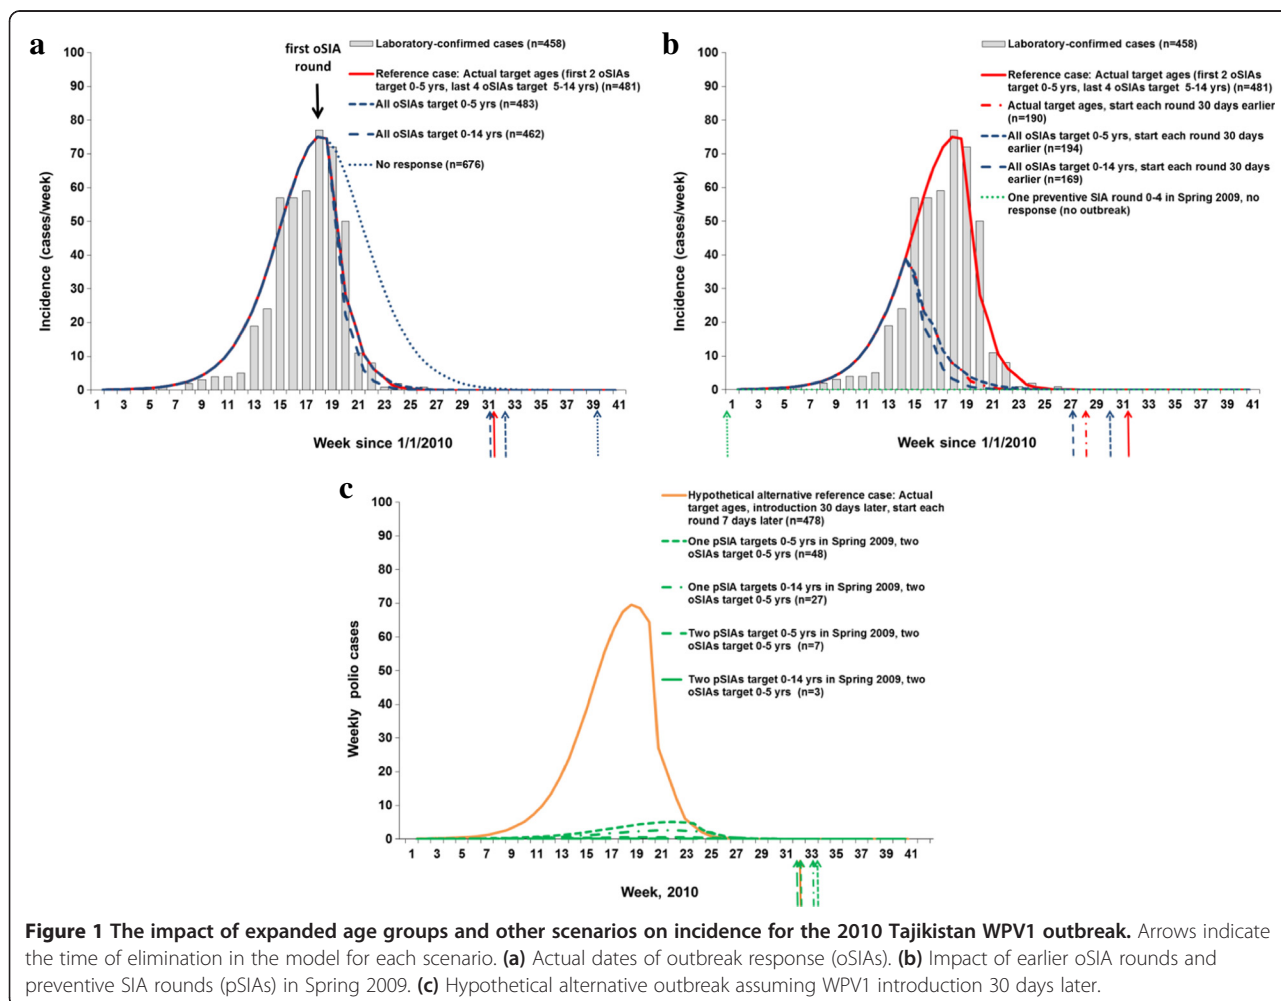 a
first oSIA
round
Laboratory-confirmed cases (n=458)
Reference case: Actual target ages (first 2 oSIAs
target 0-5 yrs, last 4 oSIAs target 5-14 yrs) (n=481)
All oSIAs target 0-5 yrs (n=483)
All oSIAs target 0-14 yrs (n=462)
No response (n=676)
Incidence (cases/week)
100
90
80
70
60
50
40
30
20
10
0
1 3 5 7 9 11 13 15 17 19 21 23 25 27 29 31 33 35 37 39 41
Week since 1/1/2010
b
Laboratory-confirmed cases (n=458)
Reference case: Actual target ages (first 2 oSIAs
target 0-5 yrs, last 4 oSIAs target 5-14 yrs) (n=481)
Actual target ages, start each round 30 days earlier
(n=190)
All oSIAs target 0-5 yrs, start each round 30 days
earlier (n=194)
All oSIAs target 0-14 yrs, start each round 30 days
earlier (n=169)
One preventive SIA round 0-4 in Spring 2009, no
response (no outbreak)
Incidence (cases/week)
100
90
80
70
60
50
40
30
20
10
0
1 3 5 7 9 11 13 15 17 19 21 23 25 27 29 31 33 35 37 39 41
Week since 1/1/2010
c
Hypothetical alternative reference case: Actual
target ages, introduction 30 days later, start each
round 7 days later (n=478)
One pSIA targets 0-5 yrs in Spring 2009, two
oSIAs target 0-5 yrs (n=48)
One pSIA targets 0-14 yrs in Spring 2009, two
oSIAs target 0-5 yrs (n=27)
Two pSIAs target 0-5 yrs in Spring 2009, two
oSIAs target 0-5 yrs (n=7)
Two pSIAs target 0-14 yrs in Spring 2009, two
oSIAs target 0-5 yrs (n=3)
Weekly polio cases
100
90
80
70
60
50
40
30
20
10
0
1 3 5 7 9 11 13 15 17 19 21 23 25 27 29 31 33 35 37 39 41
Week, 2010
Figure 1 The impact of expanded age groups and other scenarios on incidence for the 2010 Tajikistan WPV1 outbreak. Arrows indicate
the time of elimination in the model for each scenario. (a) Actual dates of outbreak response (oSIAs). (b) Impact of earlier oSIA rounds and
preventive SIA rounds (pSIAs) in Spring 2009. (c) Hypothetical alternative outbreak assuming WPV1 introduction 30 days later.